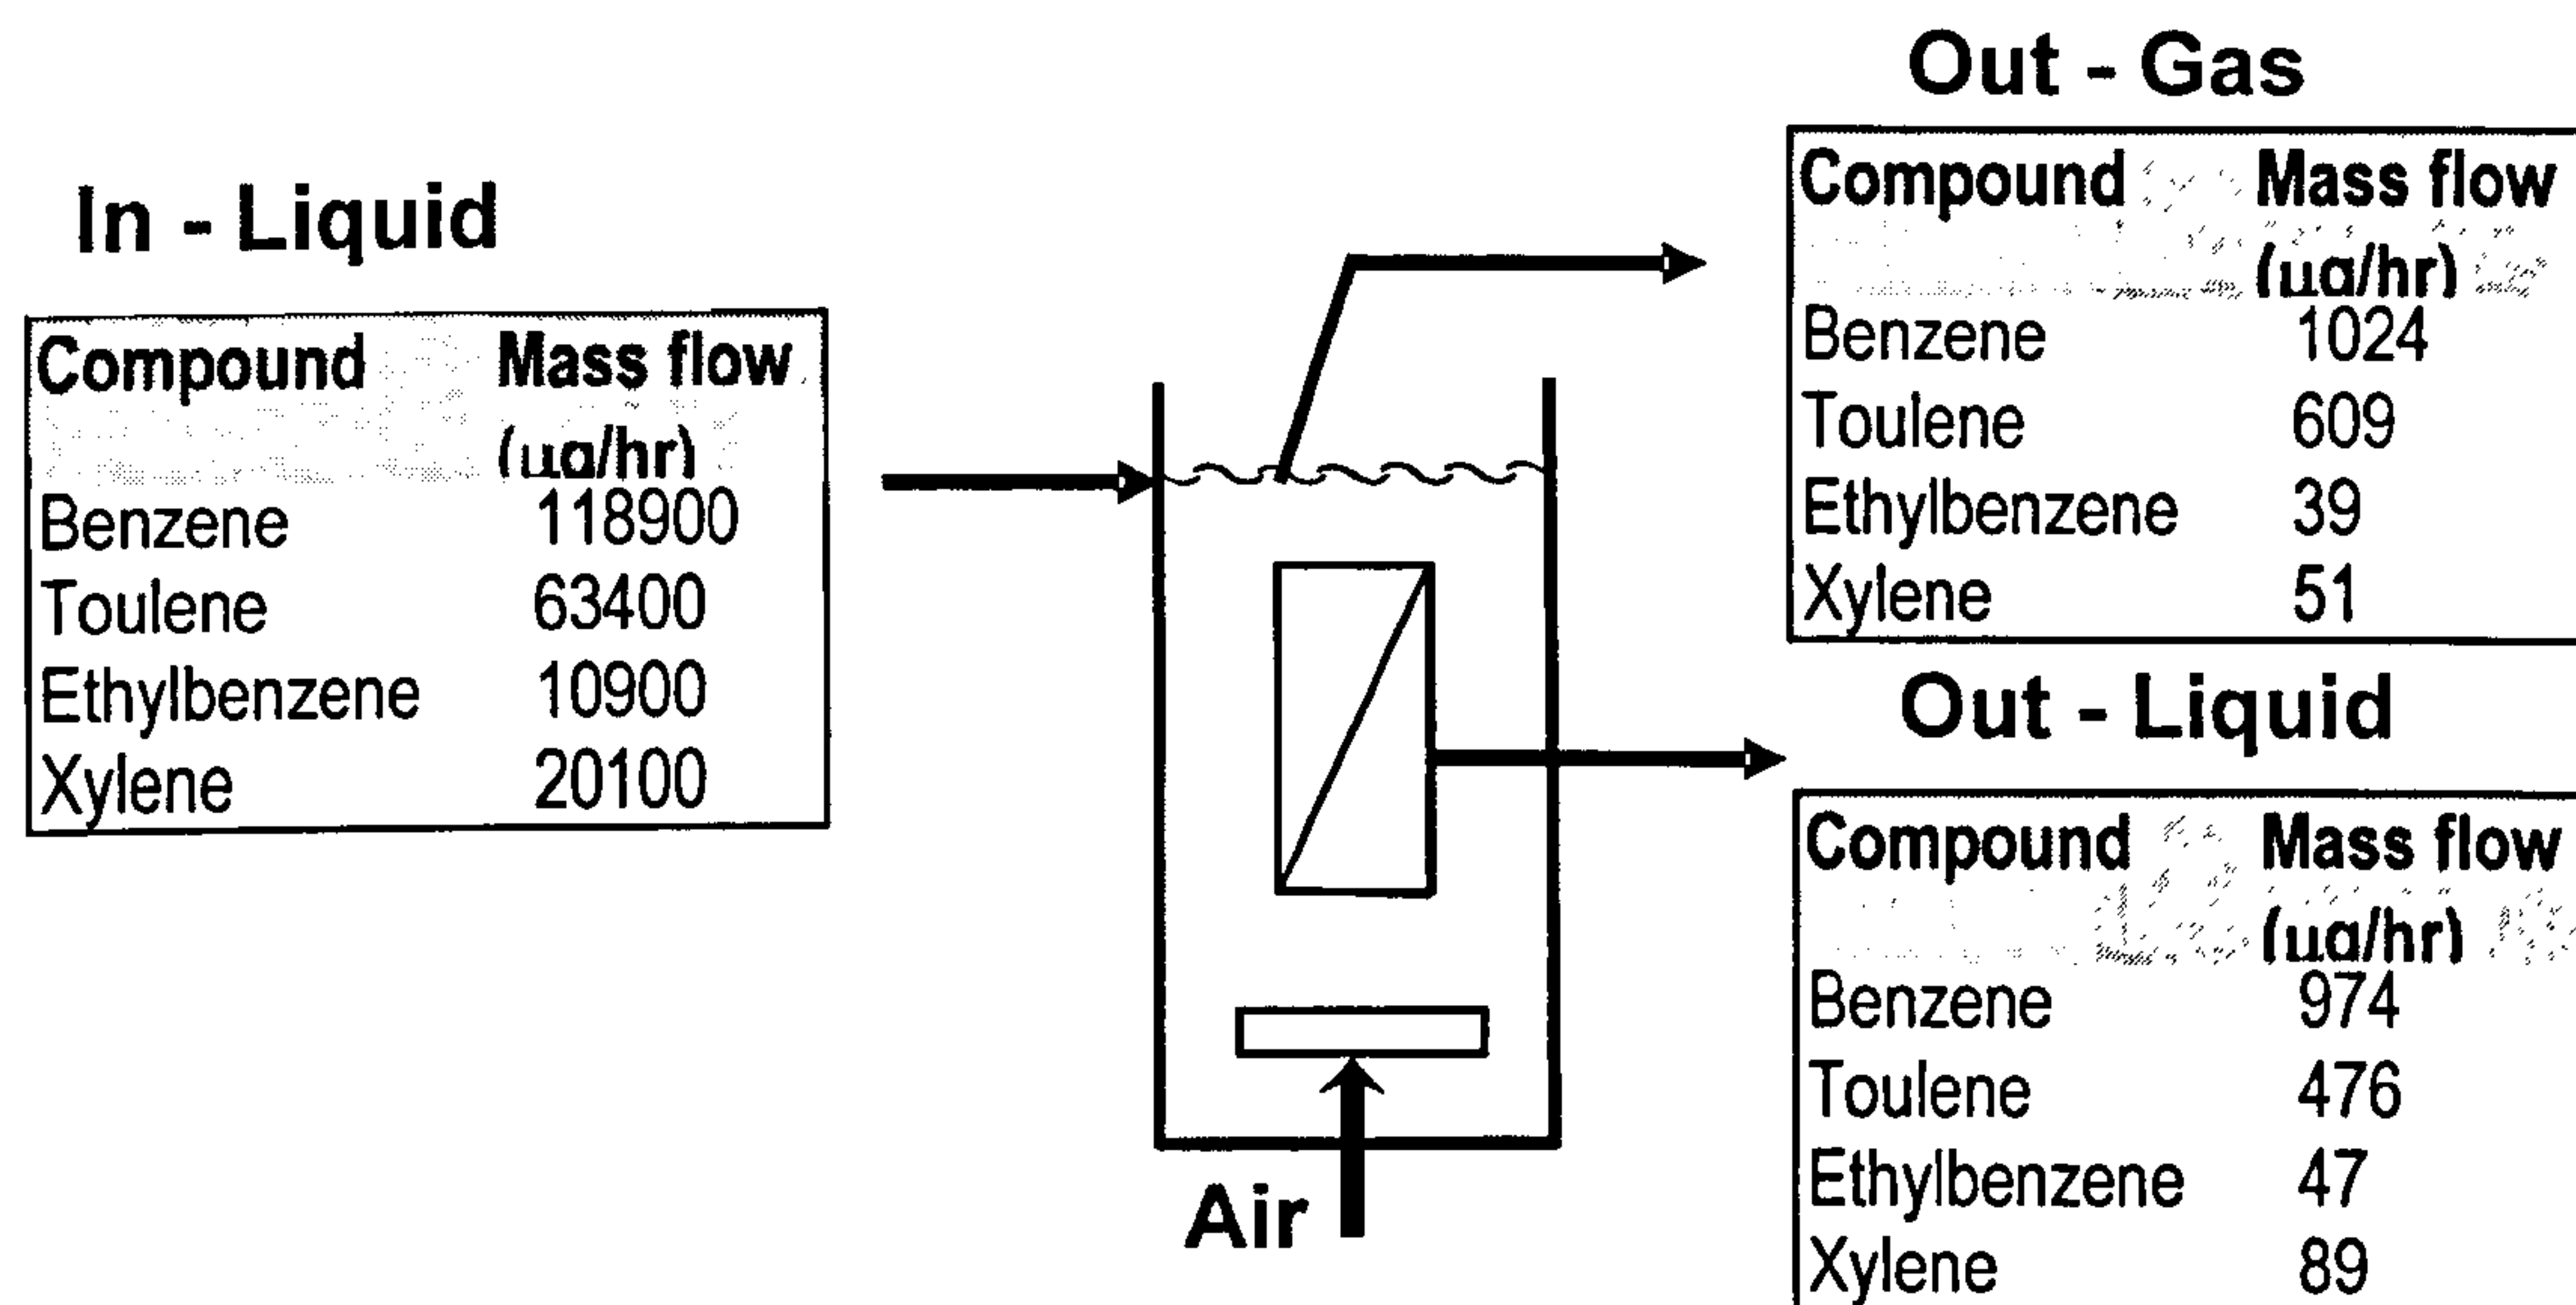 In - Liquid
Compound Mass flow
(µg/hr)
Benzene 118900
Toulene 63400
Ethylbenzene 10900
Xylene 20100
Air
Out - Gas
Compound Mass flow
(µg/hr)
Benzene 1024
Toulene 609
Ethylbenzene 39
Xylene 51
Out - Liquid
Compound Mass flow
(µg/hr)
Benzene 974
Toulene 476
Ethylbenzene 47
Xylene 89